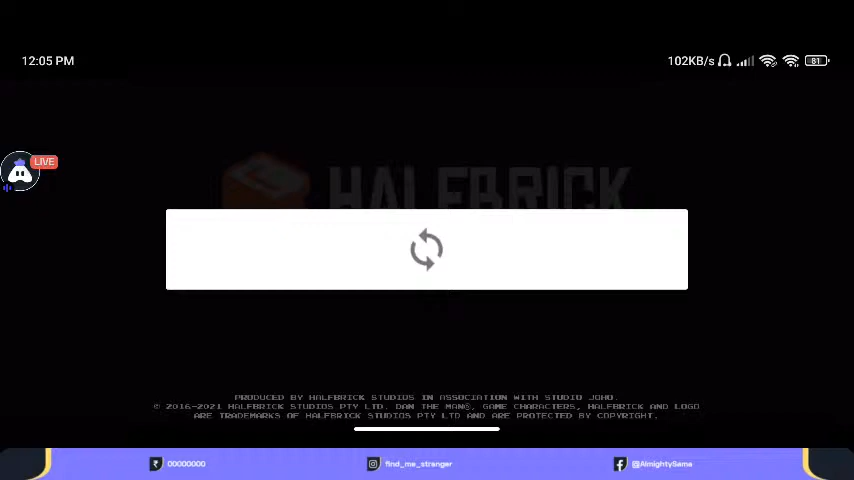 12:05 PM
102KB/s
81
LIVE
HALFBRICK
PRODUCED BY HALFBRICK STUDIOS IN ASSOCIATION WITH STUDIO JOHO.
© 2016-2021 HALFBRICK STUDIOS PTY LTD. DAN THE MAN®, GAME CHARACTERS, HALFBRICK AND LOGO
ARE TRADEMARKS OF HALFBRICK STUDIOS PTY LTD AND ARE PROTECTED BY COPYRIGHT.
₹ 00000000
find_me_stranger
@AlmightySama